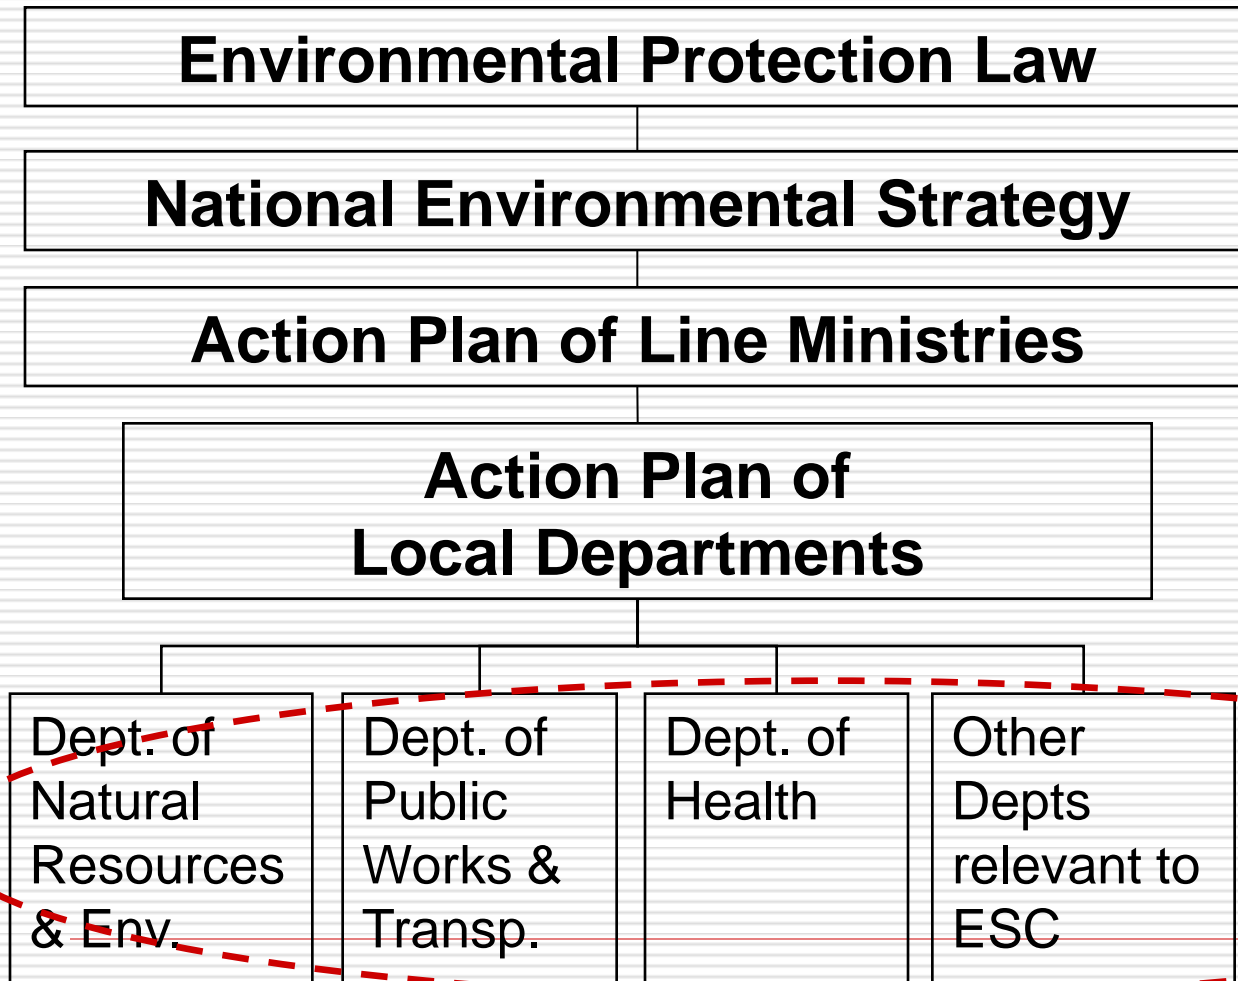 Environmental Protection Law
National Environmental Strategy
Action Plan of Line Ministries
Action Plan of
Local Departments
Dept. of
Natural
Resources
& Env.
Dept. of
Public
Works &
Transp.
Dept. of
Health
Other
Depts
relevant to
ESC